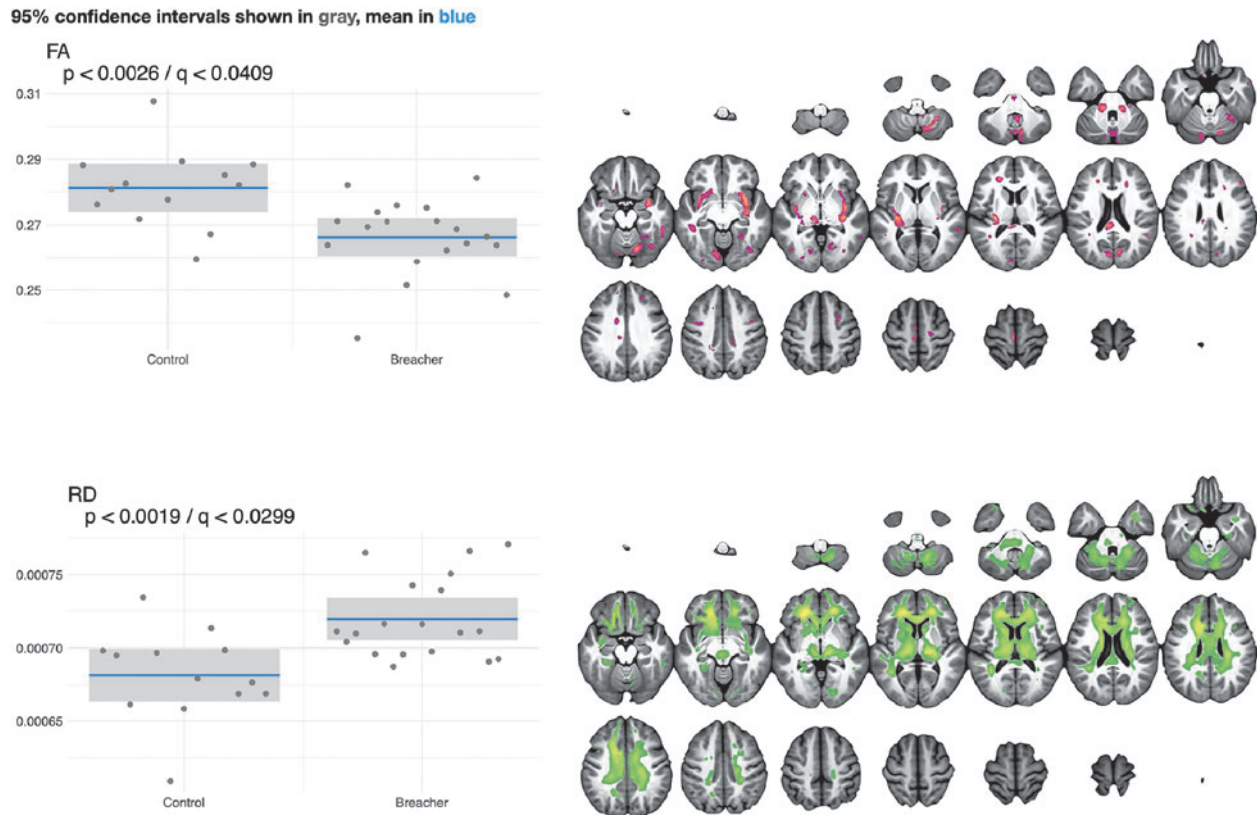 95% confidence intervals shown in gray, mean in blue
FA
p < 0.0026 / q < 0.0409
0.31
0.29
0.27
0.25
Control
Breacher
RD
p < 0.0019 / q < 0.0299
0.00075
0.00070
0.00065
Control
Breacher